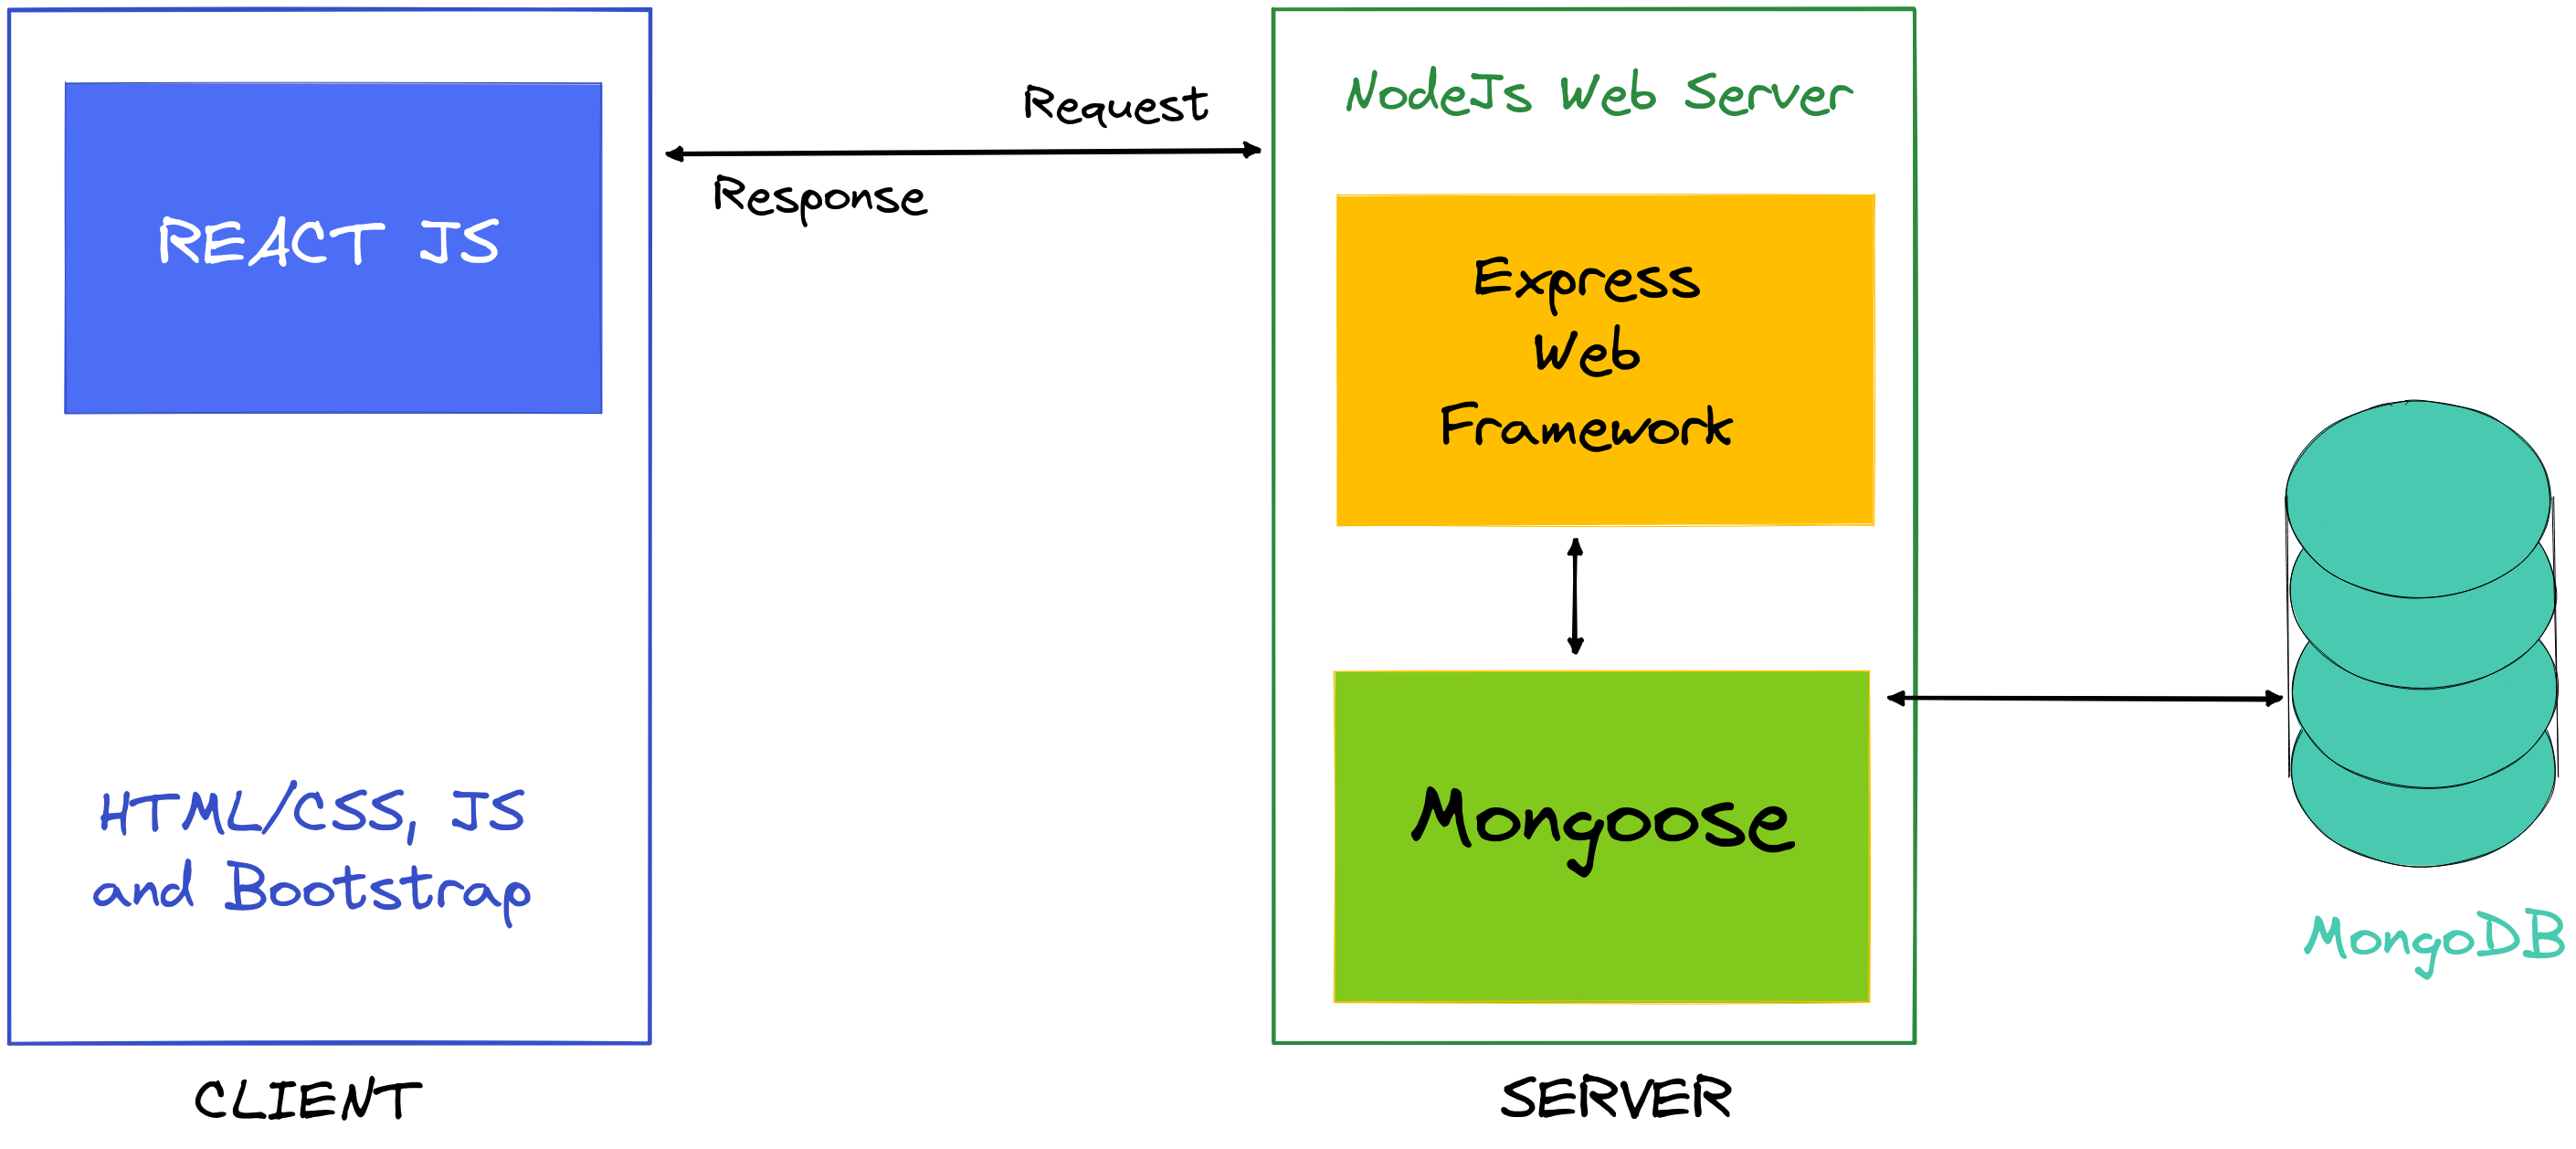 REACT JS
HTML/CSS, JS
and Bootstrap
CLIENT
Request
Response
NodeJs Web Server
Express
Web
Framework
Mongoose
SERVER
MongoDB